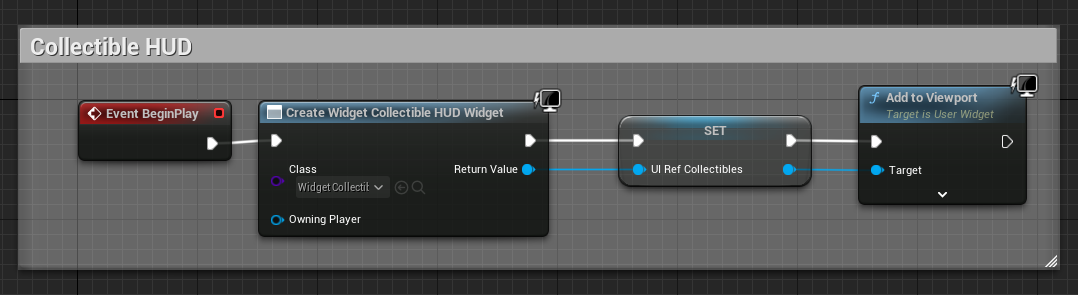 Collectible HUD
Event BeginPlay
Create Widget Collectible HUD Widget
Class
WidgetCollectil
Return Value
Owning Player
SET
UI Ref Collectibles
Add to Viewport
Target is User Widget
Target